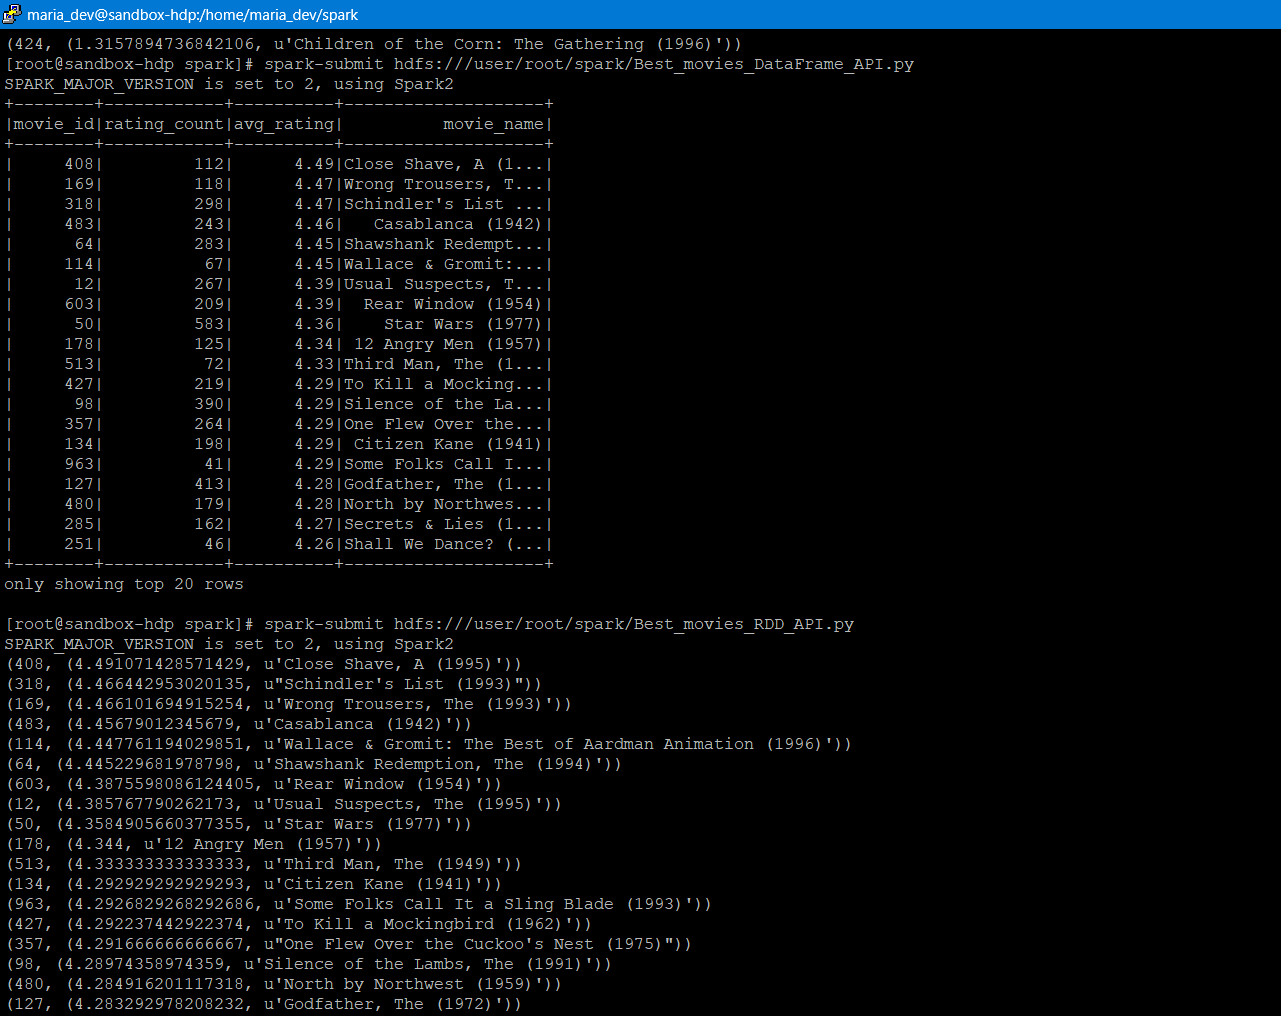 maria_dev@sandbox-hdp:/home/maria_dev/spark
(424, (1.3157894736842106, u'Children of the Corn: The Gathering (1996)'))
[root@sandbox-hdp spark]# spark-submit hdfs:///user/root/spark/Best_movies_DataFrame_API.py
SPARK_MAJOR_VERSION is set to 2, using Spark2
+--------+------------+----------+--------------------+
|movie_id|rating_count|avg_rating|          movie_name|
+--------+------------+----------+--------------------+
|     408|         112|      4.49|Close Shave, A (1...|
|     169|         118|      4.47|Wrong Trousers, T...|
|     318|         298|      4.47|Schindler's List ...|
|     483|         243|      4.46|   Casablanca (1942)|
|      64|         283|      4.45|Shawshank Redempt...|
|     114|          67|      4.45|Wallace & Gromit:...|
|      12|         267|      4.39|Usual Suspects, T...|
|     603|         209|      4.39|  Rear Window (1954)|
|      50|         583|      4.36|    Star Wars (1977)|
|     178|         125|      4.34| 12 Angry Men (1957)|
|     513|          72|      4.33|Third Man, The (1...|
|     427|         219|      4.29|To Kill a Mocking...|
|      98|         390|      4.29|Silence of the La...|
|     357|         264|      4.29|One Flew Over the...|
|     134|         198|      4.29| Citizen Kane (1941)|
|     963|          41|      4.29|Some Folks Call I...|
|     127|         413|      4.28|Godfather, The (1...|
|     480|         179|      4.28|North by Northwes...|
|     285|         162|      4.27|Secrets & Lies (1...|
|     251|          46|      4.26|Shall We Dance? (...|
+--------+------------+----------+--------------------+
only showing top 20 rows
[root@sandbox-hdp spark]# spark-submit hdfs:///user/root/spark/Best_movies_RDD_API.py
SPARK_MAJOR_VERSION is set to 2, using Spark2
(408, (4.491071428571429, u'Close Shave, A (1995)'))
(318, (4.466442953020135, u"Schindler's List (1993)"))
(169, (4.466101694915254, u'Wrong Trousers, The (1993)'))
(483, (4.45679012345679, u'Casablanca (1942)'))
(114, (4.447761194029851, u'Wallace & Gromit: The Best of Aardman Animation (1996)'))
(64, (4.445229681978798, u'Shawshank Redemption, The (1994)'))
(603, (4.3875598086124405, u'Rear Window (1954)'))
(12, (4.385767790262173, u'Usual Suspects, The (1995)'))
(50, (4.3584905660377355, u'Star Wars (1977)'))
(178, (4.344, u'12 Angry Men (1957)'))
(513, (4.333333333333333, u'Third Man, The (1949)'))
(134, (4.292929292929293, u'Citizen Kane (1941)'))
(963, (4.2926829268292686, u'Some Folks Call It a Sling Blade (1993)'))
(427, (4.292237442922374, u'To Kill a Mockingbird (1962)'))
(357, (4.291666666666667, u"One Flew Over the Cuckoo's Nest (1975)"))
(98, (4.28974358974359, u'Silence of the Lambs, The (1991)'))
(480, (4.284916201117318, u'North by Northwest (1959)'))
(127, (4.283292978208232, u'Godfather, The (1972)'))